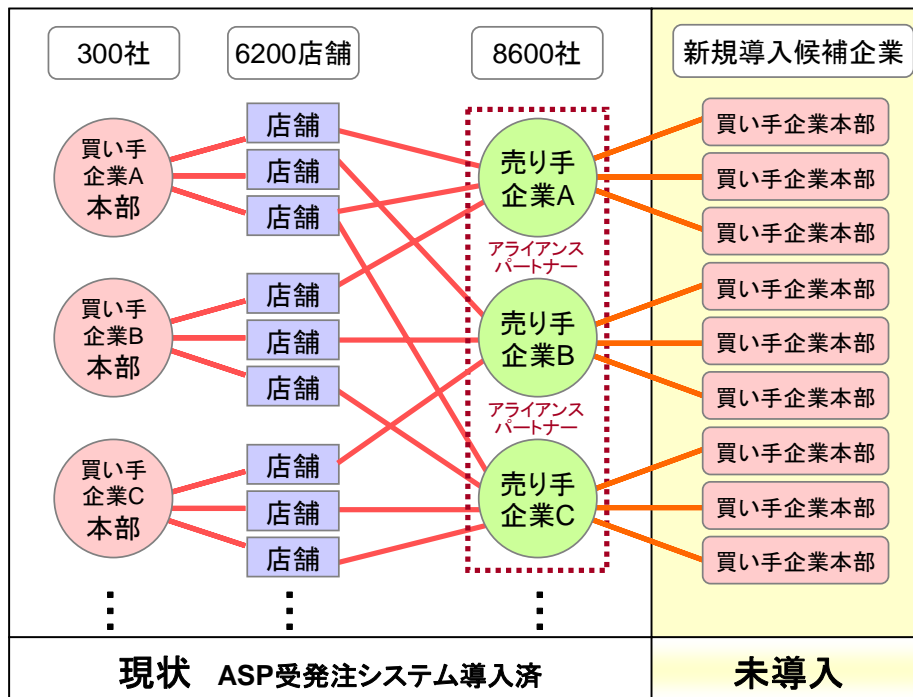 300社
6200店舗
8600社
新規導入候補企業
買い手
企業A
本部
店舗
店舗
店舗
売り手
企業A
買い手企業本部
買い手企業本部
買い手企業本部
アライアンス
パートナー
買い手
企業B
本部
店舗
店舗
店舗
売り手
企業B
買い手企業本部
買い手企業本部
買い手企業本部
アライアンス
パートナー
買い手
企業C
本部
店舗
店舗
店舗
売り手
企業C
買い手企業本部
買い手企業本部
買い手企業本部
現状 ASP受発注システム導入済
未導入